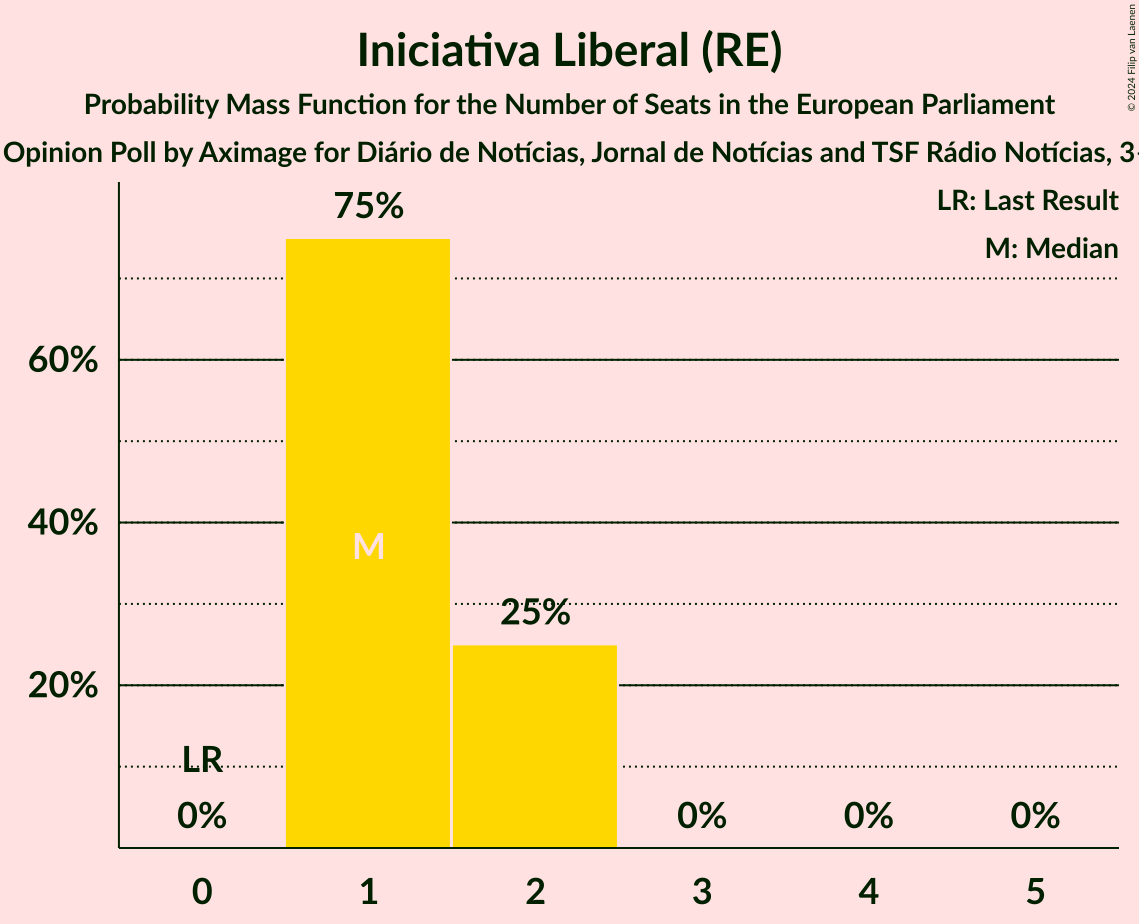 Iniciativa Liberal (RE)
Probability Mass Function for the Number of Seats in the European Parliament
Opinion Poll by Aximage for Diário de Notícias, Jornal de Notícias and TSF Rádio Notícias, 3-
© 2024 Filip van Laenen
LR: Last Result
M: Median
75%
60%
40%
M
25%
20%
LR
0%
0%
0%
0%
0
1
2
3
4
5